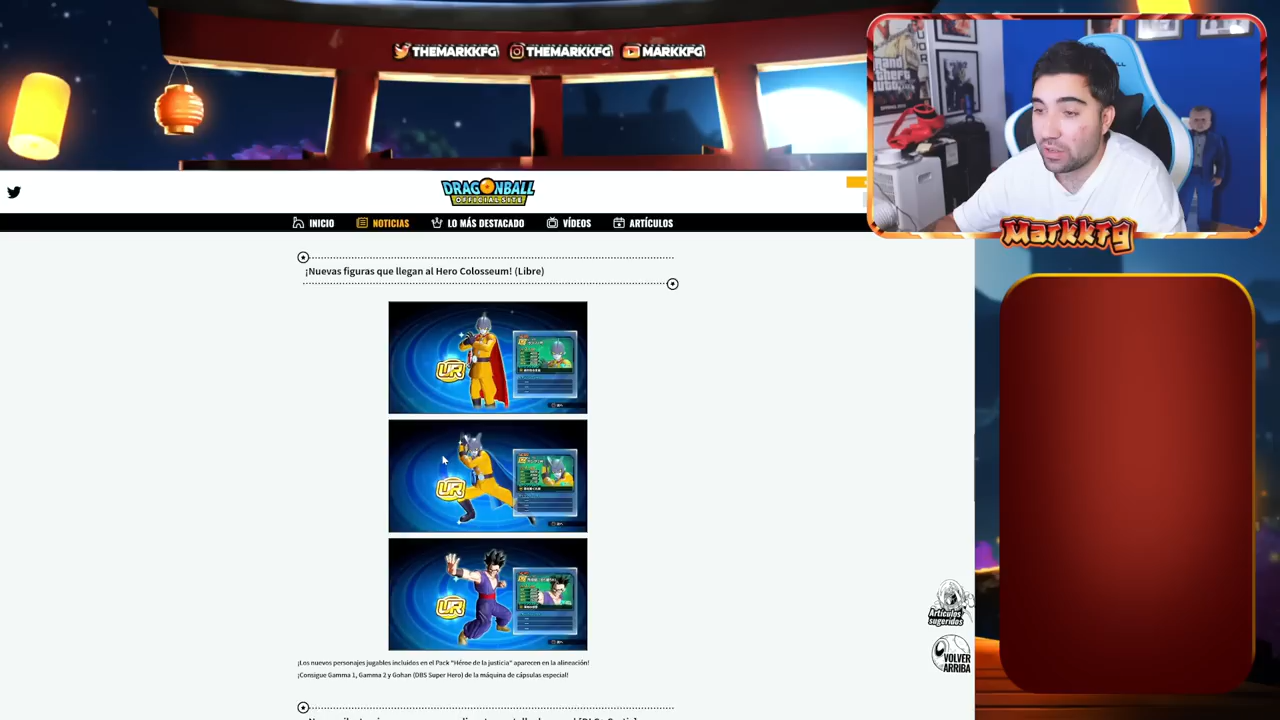 THEMARKKFG THEMARKKFG MARKKFG
DRAGONBALL
OFFICIAL SITE
INICIO NOTICIAS LO MÁS DESTACADO VÍDEOS ARTÍCULOS
Markkfg
¡Nuevas figuras que llegan al Hero Colosseum! (Libre)
UR
UR
UR
¡Los nuevos personajes jugables incluidos en el Pack "Héroe de la justicia" aparecen en la alineación!
¡Consigue Gamma 1, Gamma 2 y Gohan (DBS Super Hero) de la máquina de cápsulas especial!
Artículos
sugeridos
VOLVER
ARRIBA